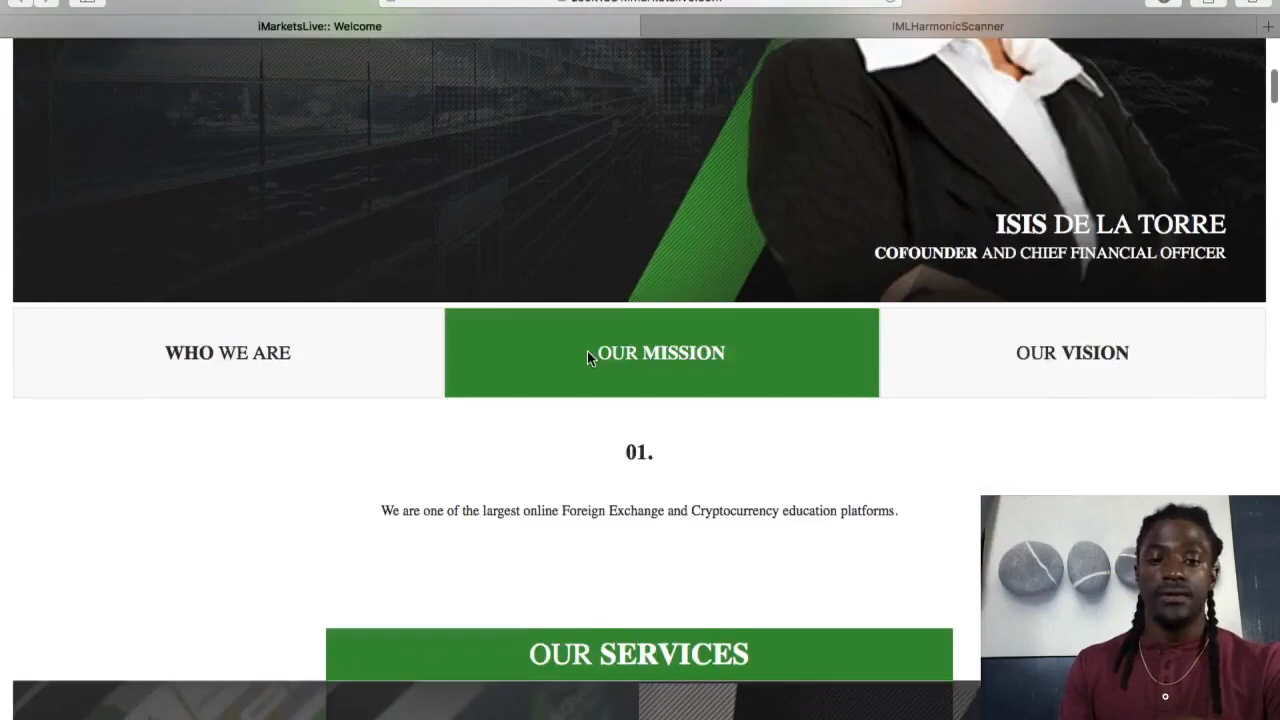 iMarketsLive:: Welcome
IMLHarmonicScanner
ISIS DE LA TORRE
COFOUNDER AND CHIEF FINANCIAL OFFICER
WHO WE ARE
OUR MISSION
OUR VISION
01.
We are one of the largest online Foreign Exchange and Cryptocurrency education platforms.
OUR SERVICES